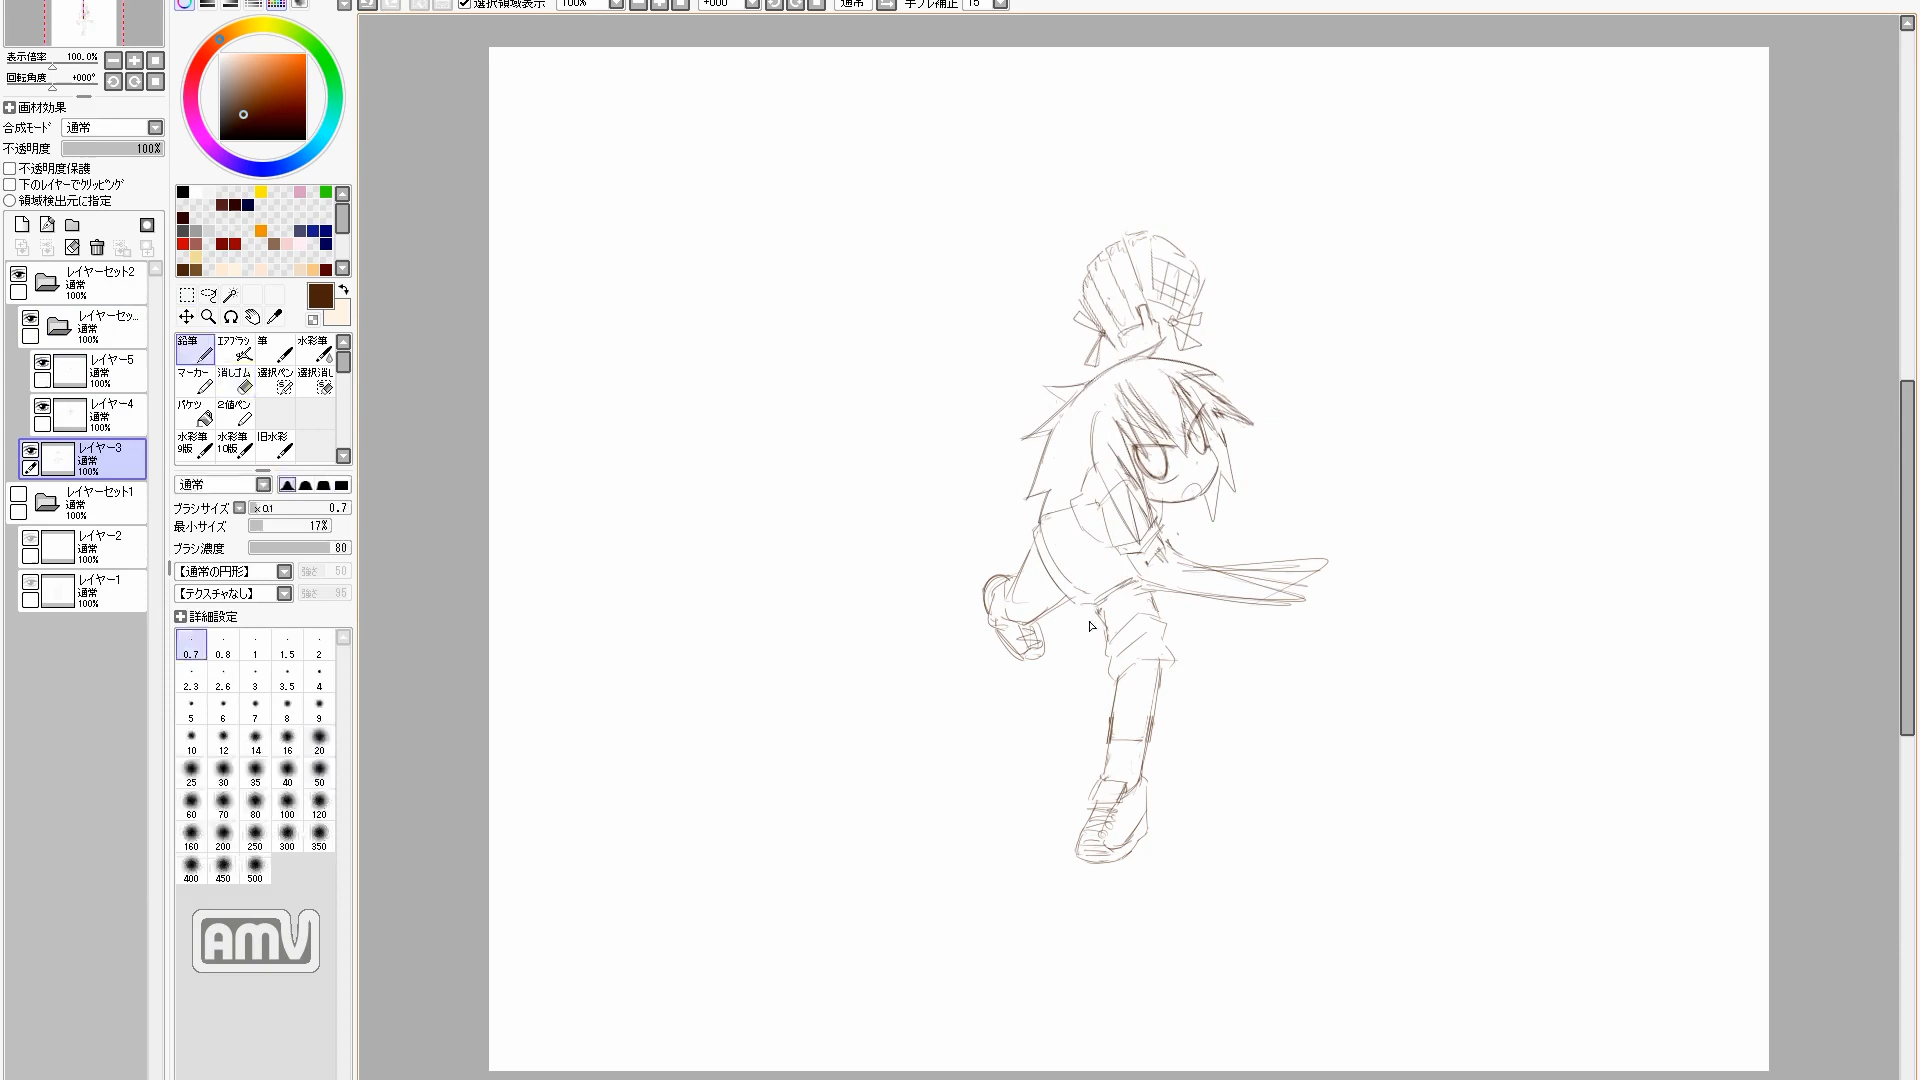 選択領域表示 100% +000 通常 手ブレ補正 15
表示倍率 100.0%
回転角度 +000°
画材効果
合成モード 通常
不透明度 100%
不透明度保護
下のレイヤーでクリッピング
領域検出元に指定
レイヤーセット2
通常
100%
レイヤーセッ...
通常
100%
レイヤー5
通常
100%
レイヤー4
通常
100%
レイヤー3
通常
100%
レイヤーセット1
通常
100%
レイヤー2
通常
100%
レイヤー1
通常
100%
鉛筆 エアブラシ 筆 水彩筆
マーカー 消しゴム 選択ペン 選択消し
バケツ 2値ペン
水彩筆 水彩筆 旧水彩
9版 10版
通常
ブラシサイズ x0.1 0.7
最小サイズ 17%
ブラシ濃度 80
【通常の円形】 強さ 50
【テクスチャなし】 強さ 95
詳細設定
0.7 0.8 1 1.5 2
2.3 2.6 3 3.5 4
5 6 7 8 9
10 12 14 16 20
25 30 35 40 50
60 70 80 100 120
160 200 250 300 350
400 450 500
AMV